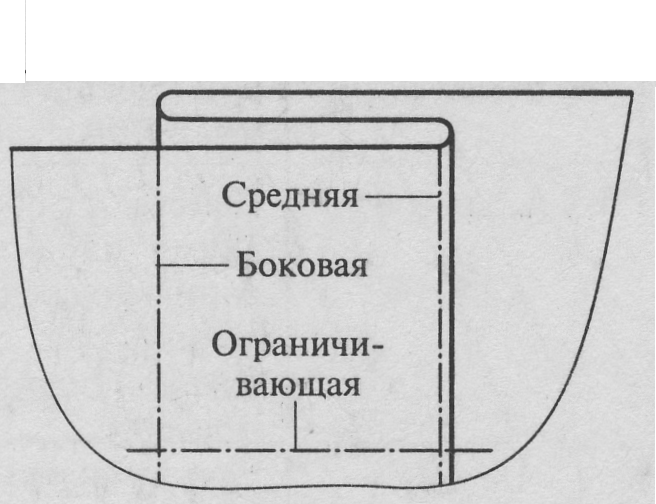 Средняя
Боковая
Ограничи-
вающая